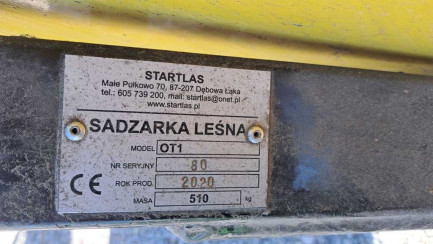 STARTLAS
Małe Pułkowo 70, 87-207 Dębowa Łąka
tel.: 605 739 200, mail: startlas@onet.pl
www.startlas.pl
SADZARKA LEŚNA
MODEL OT1
NR SERYJNY 80
CE ROK PROD. 2020
MASA 510 kg